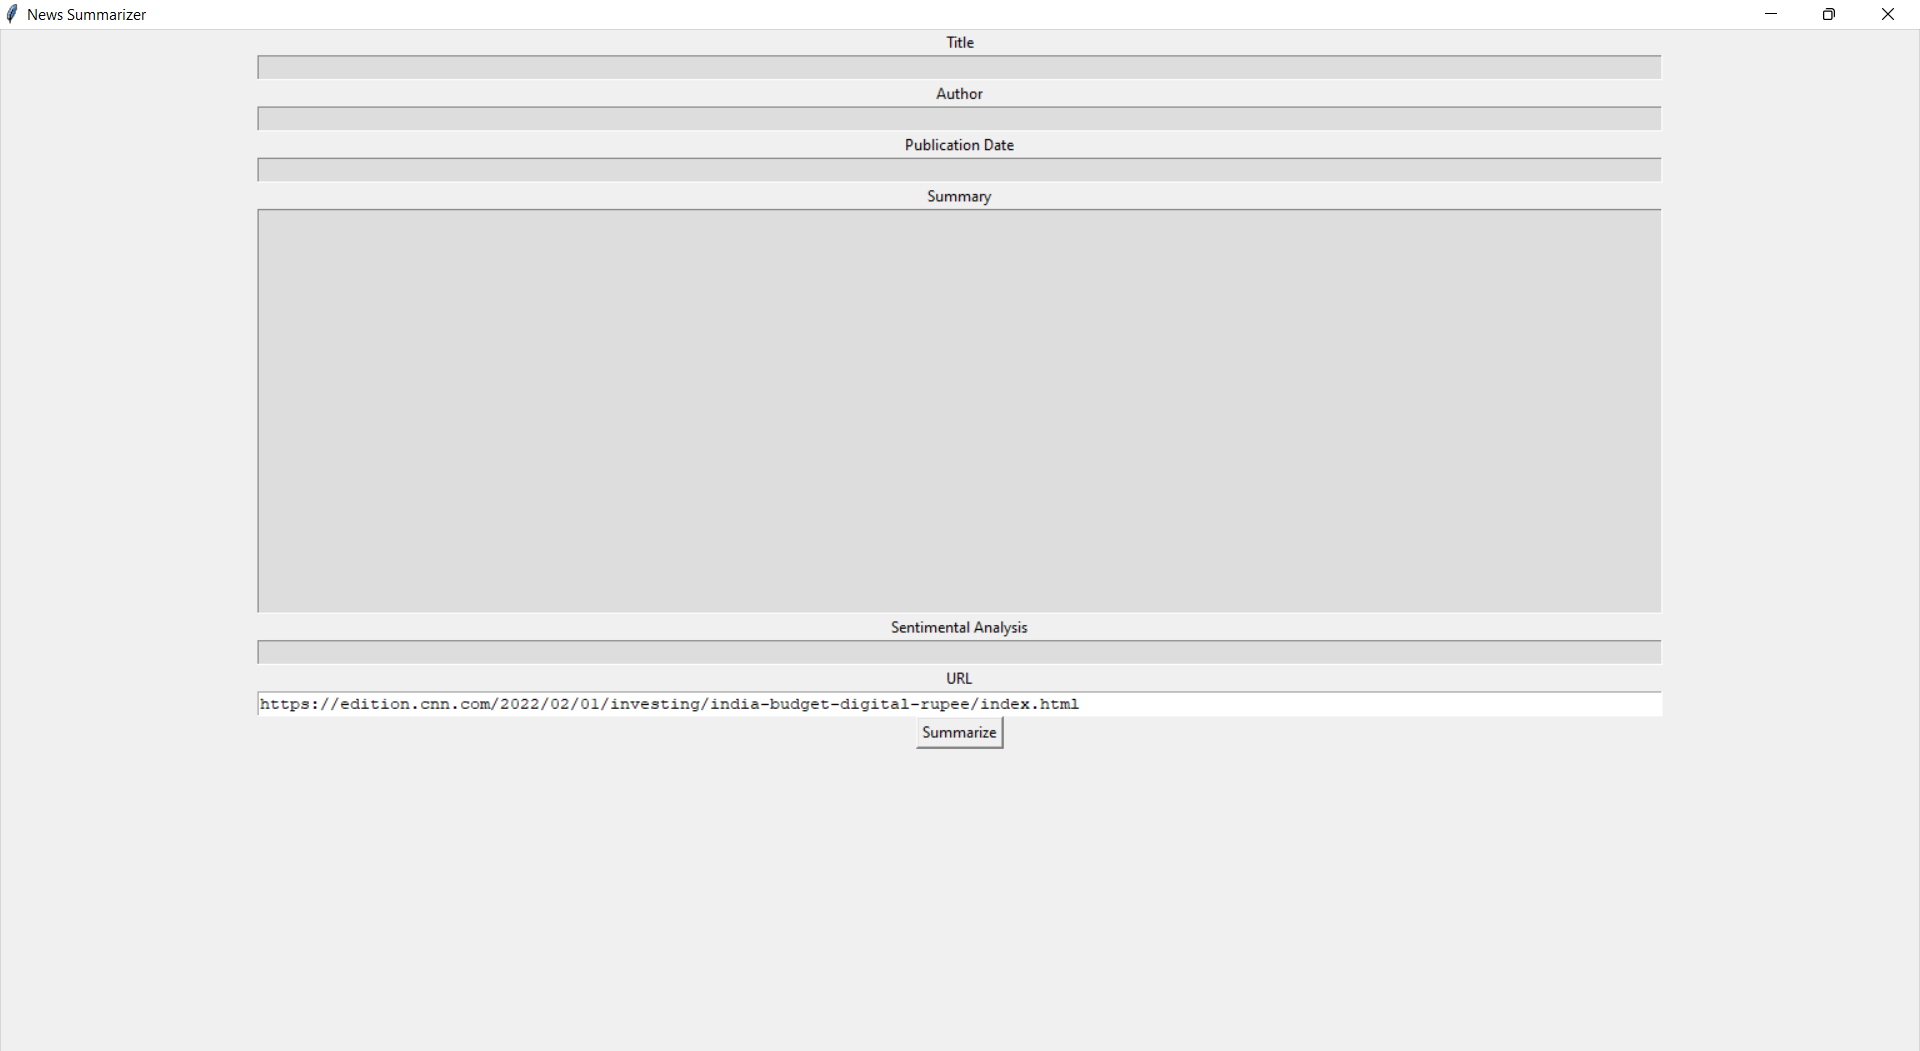 News Summarizer
Title
Author
Publication Date
Summary
Sentimental Analysis
URL
https://edition.cnn.com/2022/02/01/investing/india-budget-digital-rupee/index.html
Summarize